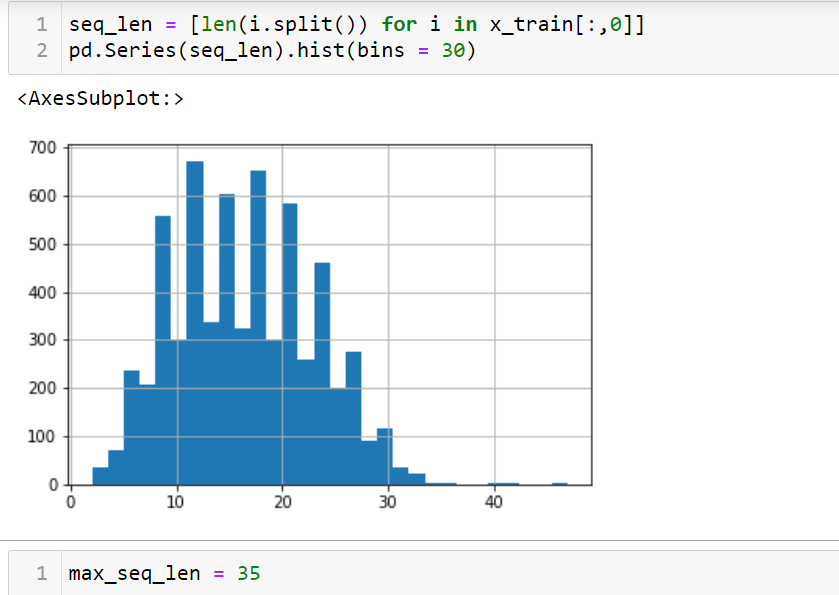 1 seq_len = [len(i.split()) for i in x_train[:,0]]
2 pd.Series(seq_len).hist(bins = 30)
<AxesSubplot:>
700
600
500
400
300
200
100
0
0 10 20 30 40
1 max_seq_len = 35